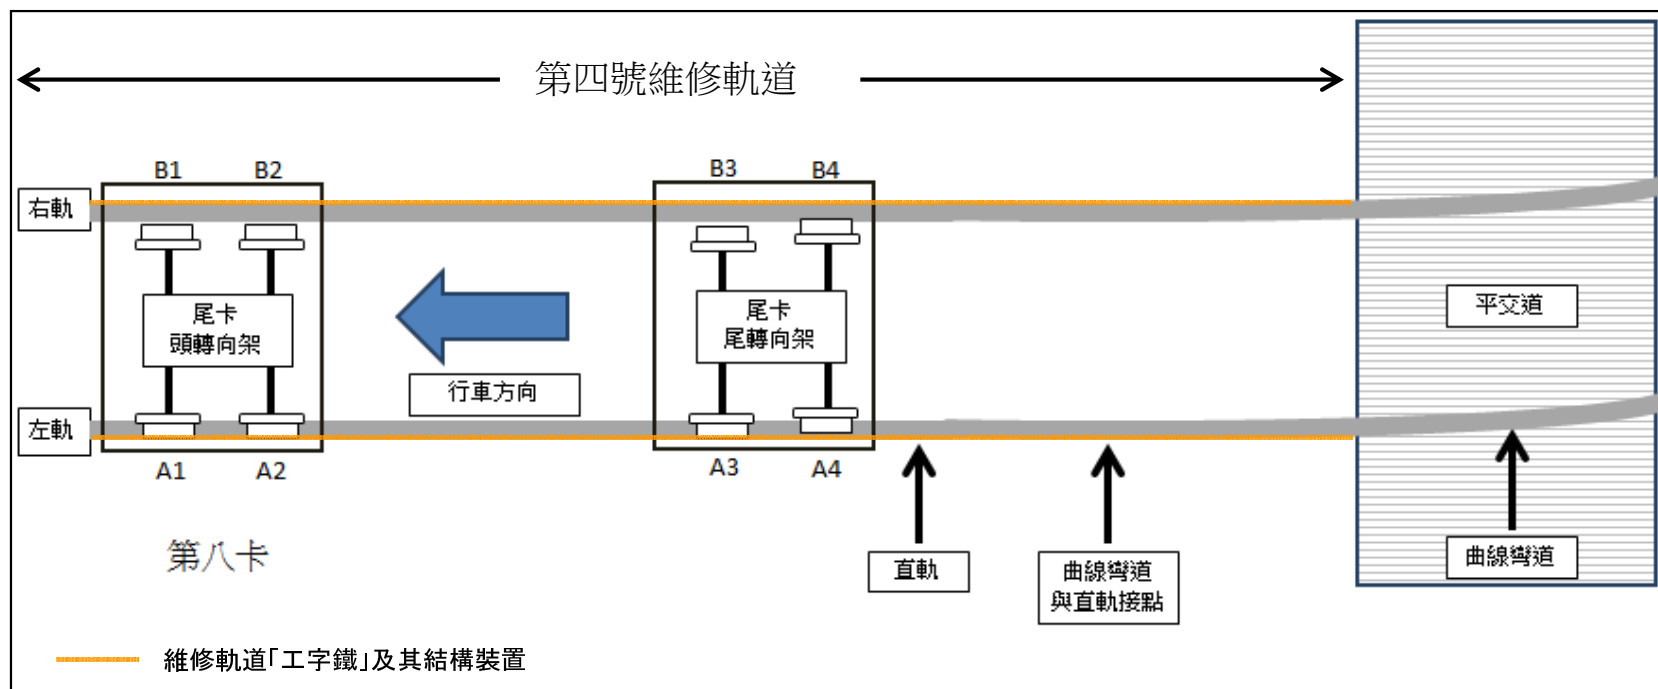 第四號維修軌道
B1
B2
B3
B4
右軌
尾卡
頭轉向架
尾卡
尾轉向架
平交道
行車方向
左軌
A1
A2
A3
A4
第八卡
直軌
曲線彎道
與直軌接點
曲線彎道
維修軌道「工字鐵」及其結構裝置